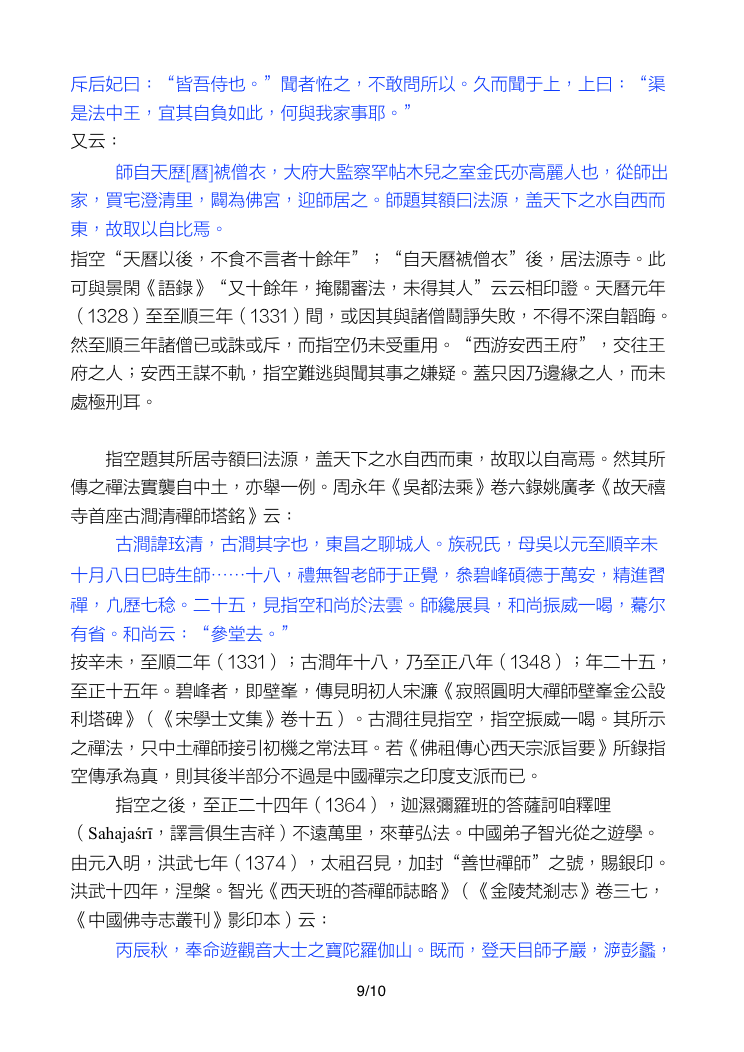 斥后妃曰：“皆吾侍也。”聞者恠之，不敢問所以。久而聞于上，上曰：“渠
是法中王，宜其自負如此，何與我家事耶。”
又云：
師自天歷[曆]褫僧衣，大府大監察罕帖木兒之室金氏亦高麗人也，從師出
家，買宅澄清里，闢為佛宮，迎師居之。師題其額曰法源，盖天下之水自西而
東，故取以自比焉。
指空“天曆以後，不食不言者十餘年”；“自天曆褫僧衣”後，居法源寺。此
可與景閑《語錄》“又十餘年，掩關審法，未得其人”云云相印證。天曆元年
（1328）至至順三年（1331）間，或因其與諸僧鬪諍失敗，不得不深自韜晦。
然至順三年諸僧已或誅或斥，而指空仍未受重用。“西游安西王府”，交往王
府之人；安西王謀不軌，指空難逃與聞其事之嫌疑。蓋只因乃邊緣之人，而未
處極刑耳。
指空題其所居寺額曰法源，盖天下之水自西而東，故取以自高焉。然其所
傳之禪法實襲自中土，亦舉一例。周永年《吳都法乘》卷六錄姚廣孝《故天禧
寺首座古澗清禪師塔銘》云：
古澗諱玹清，古澗其字也，東昌之聊城人。族祝氏，母吳以元至順辛未
十月八日巳時生師……十八，禮無智老師于正覺，叅碧峰碩德于萬安，精進習
禪，凢歷七稔。二十五，見指空和尚於法雲。師纔展具，和尚振威一喝，驀尔
有省。和尚云：“參堂去。”
按辛未，至順二年（1331）；古澗年十八，乃至正八年（1348）；年二十五，
至正十五年。碧峰者，即壁峯，傳見明初人宋濂《寂照圓明大禪師壁峯金公設
利塔碑》（《宋學士文集》卷十五）。古澗往見指空，指空振威一喝。其所示
之禪法，只中土禪師接引初機之常法耳。若《佛祖傳心西天宗派旨要》所錄指
空傳承為真，則其後半部分不過是中國禪宗之印度支派而已。
指空之後，至正二十四年（1364），迦濕彌羅班的答薩訶咱釋哩
（Sahajaśrī，譯言俱生吉祥）不遠萬里，來華弘法。中國弟子智光從之遊學。
由元入明，洪武七年（1374），太祖召見，加封“善世禪師”之號，賜銀印。
洪武十四年，涅槃。智光《西天班的荅禪師誌略》（《金陵梵剎志》卷三七，
《中國佛寺志叢刊》影印本）云：
丙辰秋，奉命遊觀音大士之寶陀羅伽山。既而，登天目師子巖，㴑彭蠡，
9/10